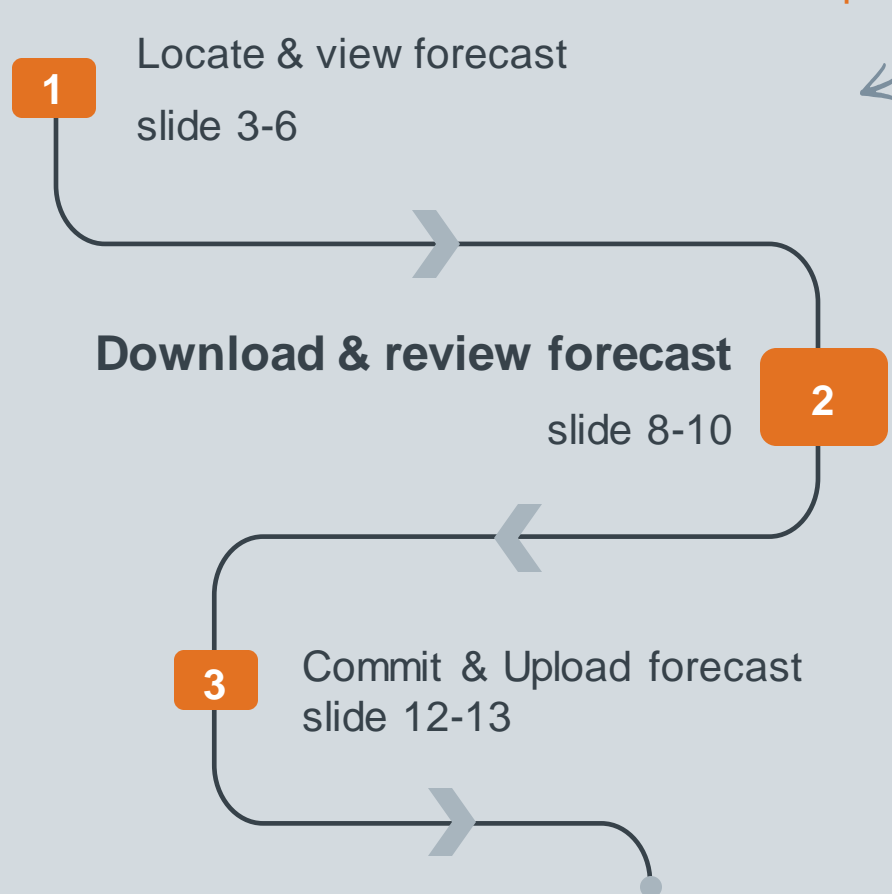 1
Locate & view forecast
slide 3-6
Download & review forecast
2
slide 8-10
3
Commit & Upload forecast
slide 12-13